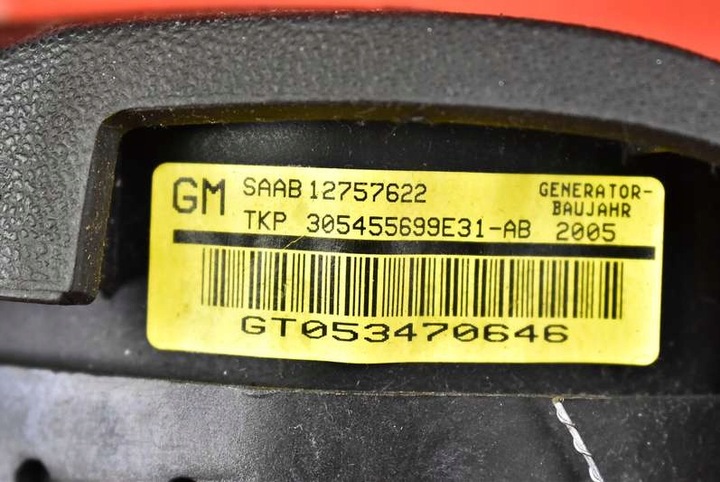 GM SAAB 12757622 GENERATOR-
BAUJAHR
TKP 305455699E31-AB 2005
GT053470646